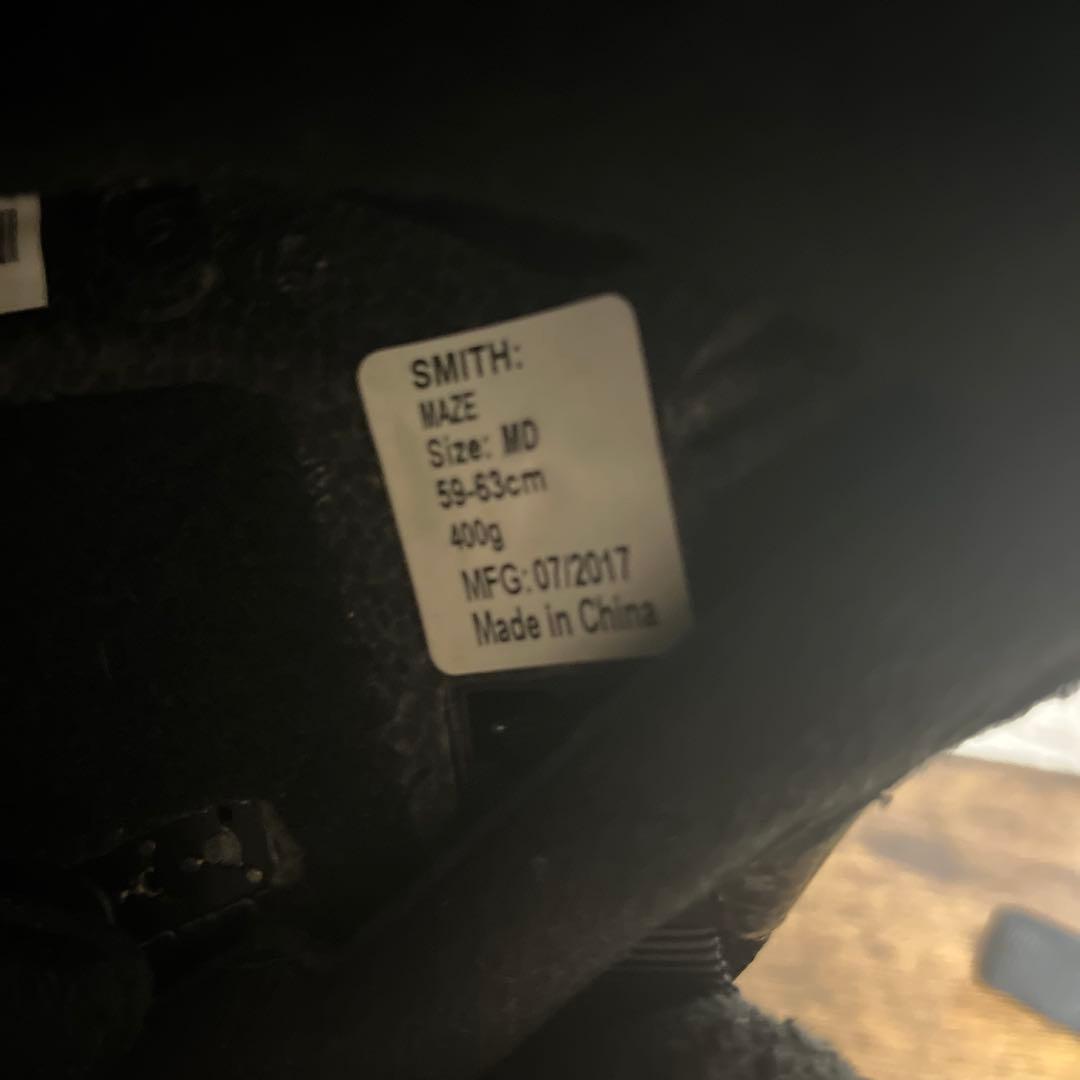 SMITH:
MAZE
Size: MD
59-63cm
400g
MFG: 07/2017
Made in China